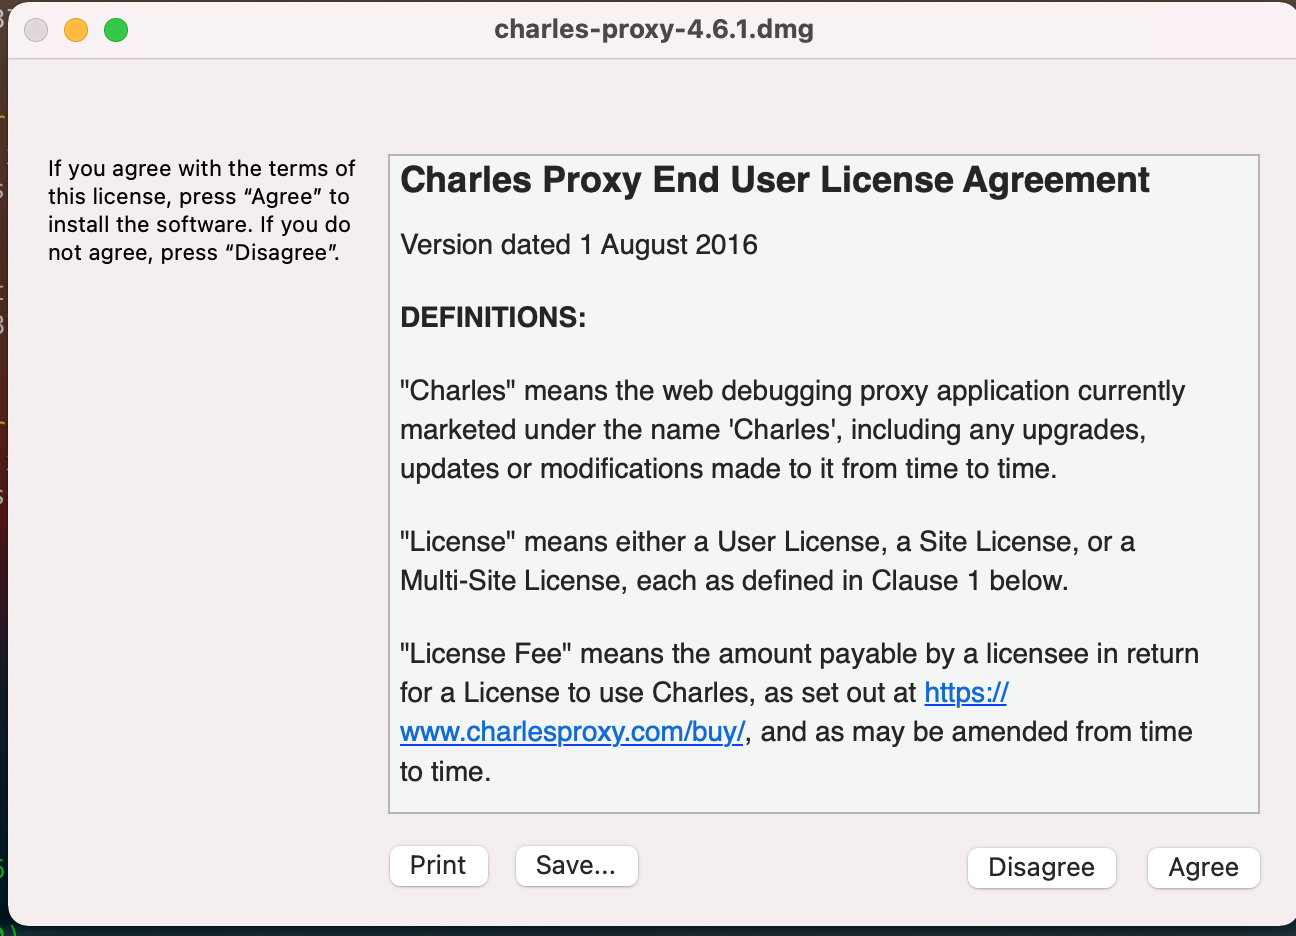 charles-proxy-4.6.1.dmg
If you agree with the terms of
this license, press “Agree” to
install the software. If you do
not agree, press “Disagree”.
Charles Proxy End User License Agreement
Version dated 1 August 2016
DEFINITIONS:
"Charles" means the web debugging proxy application currently
marketed under the name 'Charles', including any upgrades,
updates or modifications made to it from time to time.
"License" means either a User License, a Site License, or a
Multi-Site License, each as defined in Clause 1 below.
"License Fee" means the amount payable by a licensee in return
for a License to use Charles, as set out at https://
www.charlesproxy.com/buy/, and as may be amended from time
to time.
Print Save... Disagree Agree